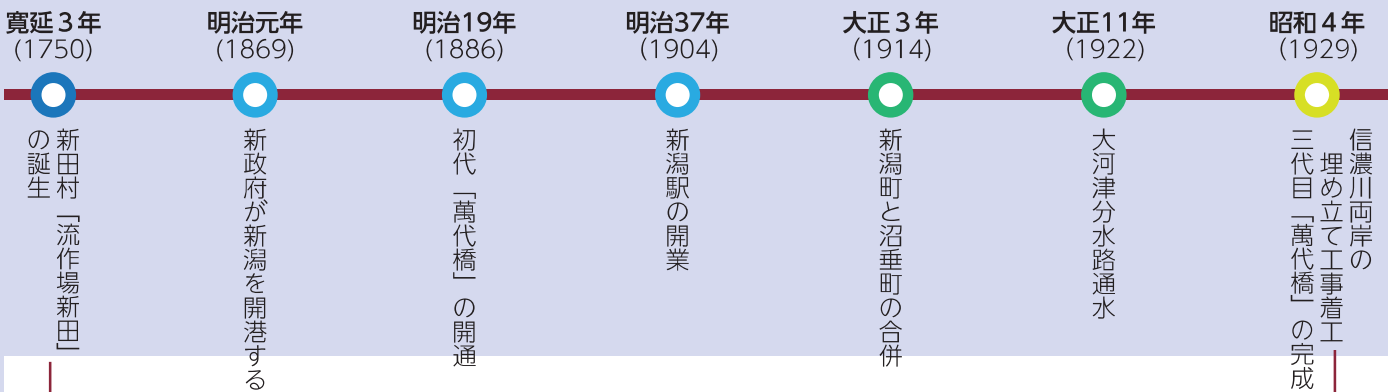 寛延３年
(1750)
新田村「流作場新田」
の誕生
明治元年
(1869)
新政府が新潟を開港する
明治19年
(1886)
初代「萬代橋」の開通
明治37年
(1904)
新潟駅の開業
大正３年
(1914)
新潟町と沼垂町の合併
大正11年
(1922)
大河津分水路通水
昭和４年
(1929)
信濃川両岸の
埋め立て工事着工
三代目「萬代橋」の完成